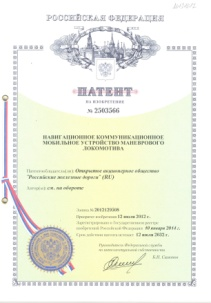 РОССИЙСКАЯ ФЕДЕРАЦИЯ
ПАТЕНТ
НА ИЗОБРЕТЕНИЕ
№ 2503566
НАВИГАЦИОННОЕ КОММУНИКАЦИОННОЕ
МОБИЛЬНОЕ УСТРОЙСТВО МАНЕВРОВОГО
ЛОКОМОТИВА
Патентообладатель(ли): Открытое акционерное общество
"Российские железные дороги" (RU)
Автор(ы): см. на обороте
Заявка №
Приоритет изобретения 12 июля 2012 г.
Зарегистрировано в Государственном реестре
изобретений Российской Федерации 10 января 2014 г.
Срок действия патента истекает 12 июля 2032 г.
Руководитель Федеральной службы
по интеллектуальной собственности
Б.П. Симонов